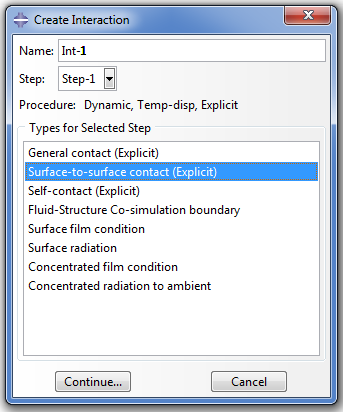 Create Interaction
Name: Int-1
Step: Step-1
Procedure: Dynamic, Temp-disp, Explicit
Types for Selected Step
General contact (Explicit)
Surface-to-surface contact (Explicit)
Self-contact (Explicit)
Fluid-Structure Co-simulation boundary
Surface film condition
Surface radiation
Concentrated film condition
Concentrated radiation to ambient
Continue... Cancel